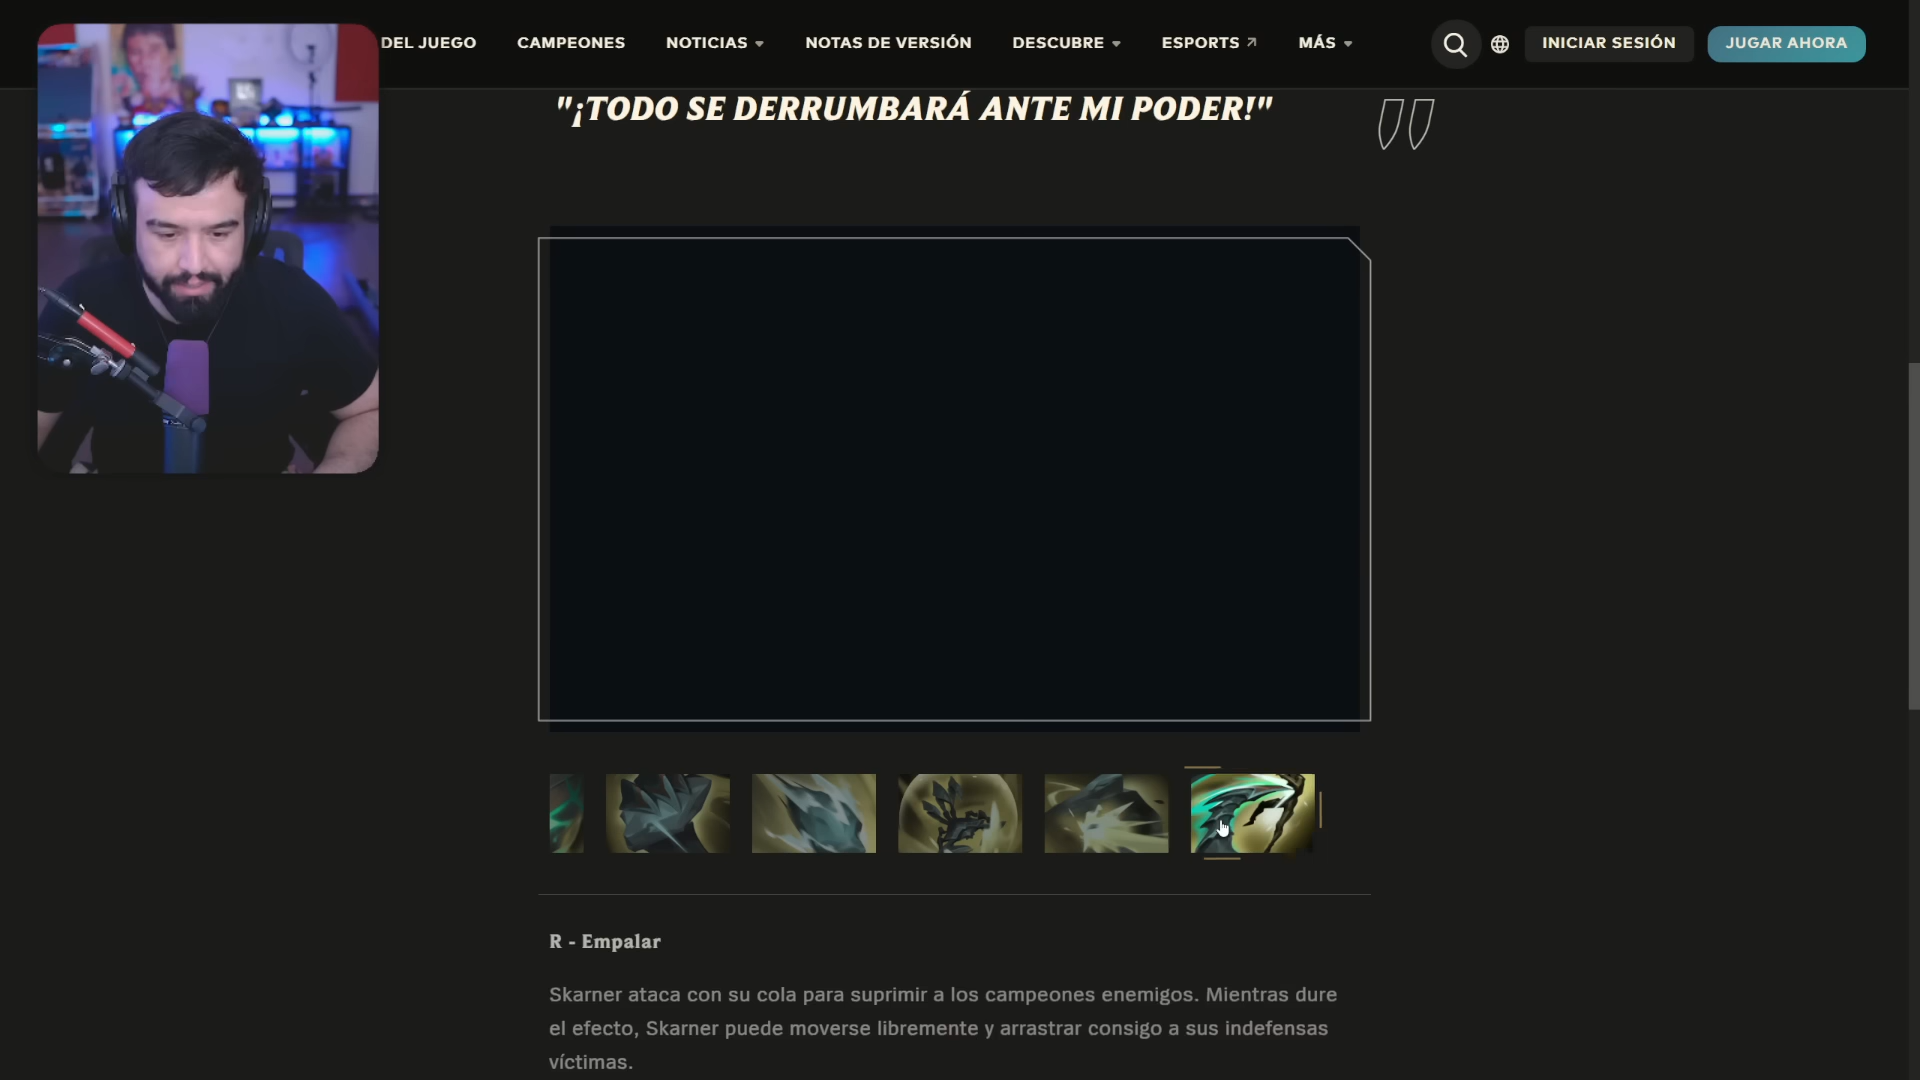 DEL JUEGO
CAMPEONES
NOTICIAS
NOTAS DE VERSIÓN
DESCUBRE
ESPORTS
MÁS
INICIAR SESIÓN
JUGAR AHORA
"¡TODO SE DERRUMBARÁ ANTE MI PODER!"
R - Empalar
Skarner ataca con su cola para suprimir a los campeones enemigos. Mientras dure
el efecto, Skarner puede moverse libremente y arrastrar consigo a sus indefensas
víctimas.